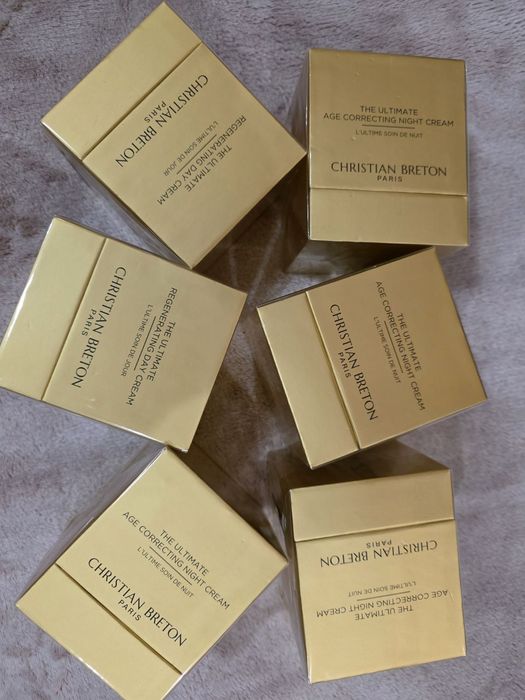 CHRISTIAN BRETON
PARIS
THE ULTIMATE
REGENERATING DAY CREAM
L'ULTIME SOIN DE JOUR
THE ULTIMATE
AGE CORRECTING NIGHT CREAM
L'ULTIME SOIN DE NUIT
CHRISTIAN BRETON
PARIS
CHRISTIAN BRETON
PARIS
THE ULTIMATE
REGENERATING DAY CREAM
L'ULTIME SOIN DE JOUR
THE ULTIMATE
AGE CORRECTING NIGHT CREAM
L'ULTIME SOIN DE NUIT
CHRISTIAN BRETON
PARIS
THE ULTIMATE
AGE CORRECTING NIGHT CREAM
L'ULTIME SOIN DE NUIT
CHRISTIAN BRETON
PARIS
THE ULTIMATE
AGE CORRECTING NIGHT CREAM
L'ULTIME SOIN DE NUIT
CHRISTIAN BRETON
PARIS